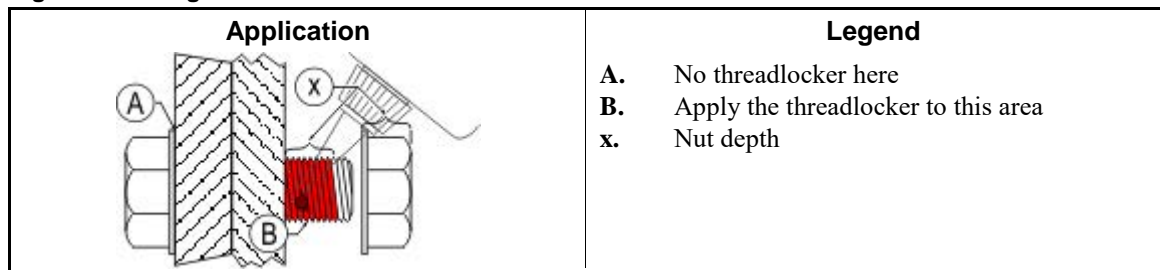 Application
Legend
A
X
B
A. No threadlocker here
B. Apply the threadlocker to this area
x. Nut depth